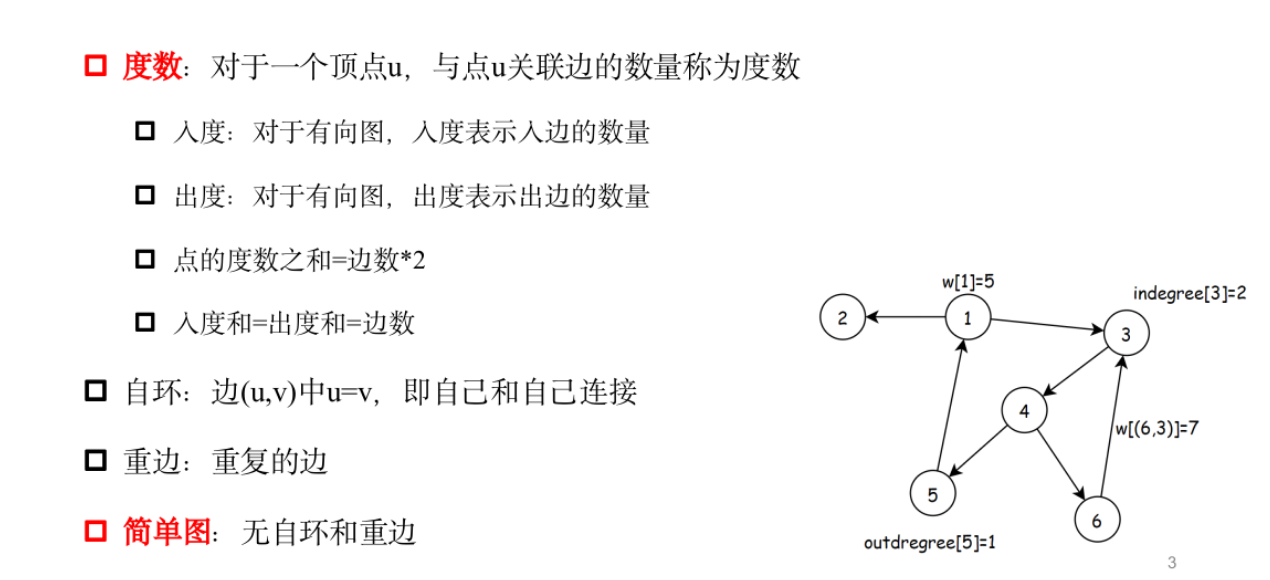 度数：对于一个顶点u，与点u关联边的数量称为度数
入度：对于有向图，入度表示入边的数量
出度：对于有向图，出度表示出边的数量
点的度数之和=边数*2
入度和=出度和=边数
自环：边(u,v)中u=v，即自己和自己连接
重边：重复的边
简单图：无自环和重边
w[1]=5
indegree[3]=2
2
1
3
4
w[(6,3)]=7
5
6
outdregree[5]=1
3